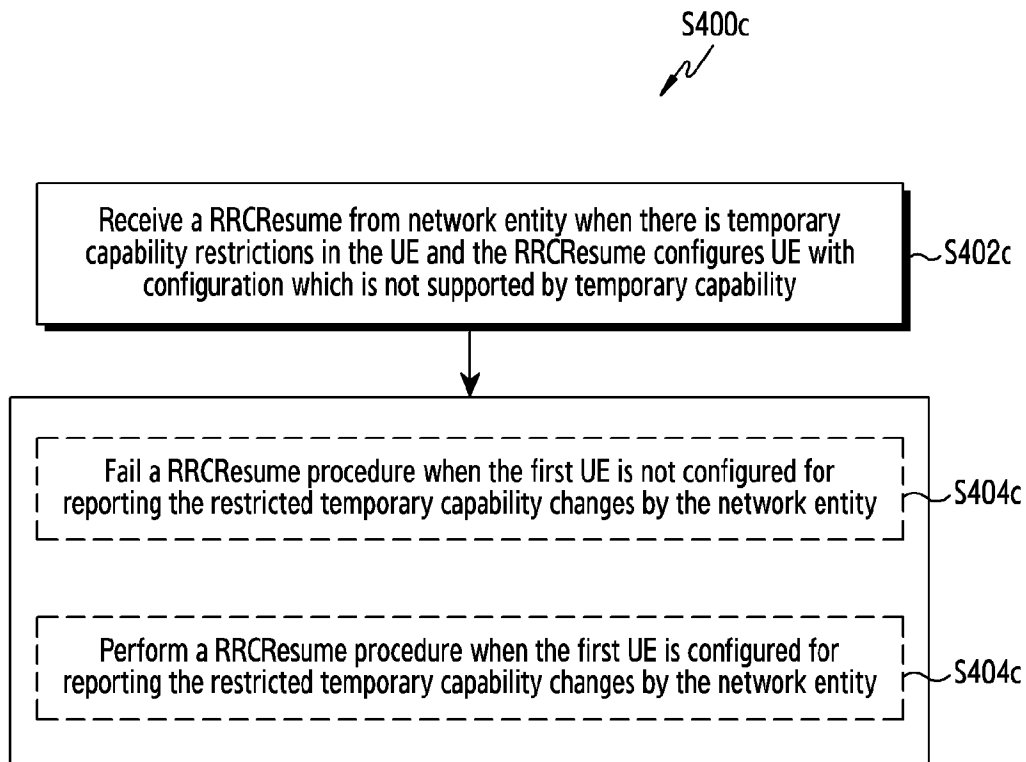 S400c
Receive a RRCResume from network entity when there is temporary
capability restrictions in the UE and the RRCResume configures UE with
configuration which is not supported by temporary capability
S402c
Fail a RRCResume procedure when the first UE is not configured for
reporting the restricted temporary capability changes by the network entity
S404c
Perform a RRCResume procedure when the first UE is configured for
reporting the restricted temporary capability changes by the network entity
S404c